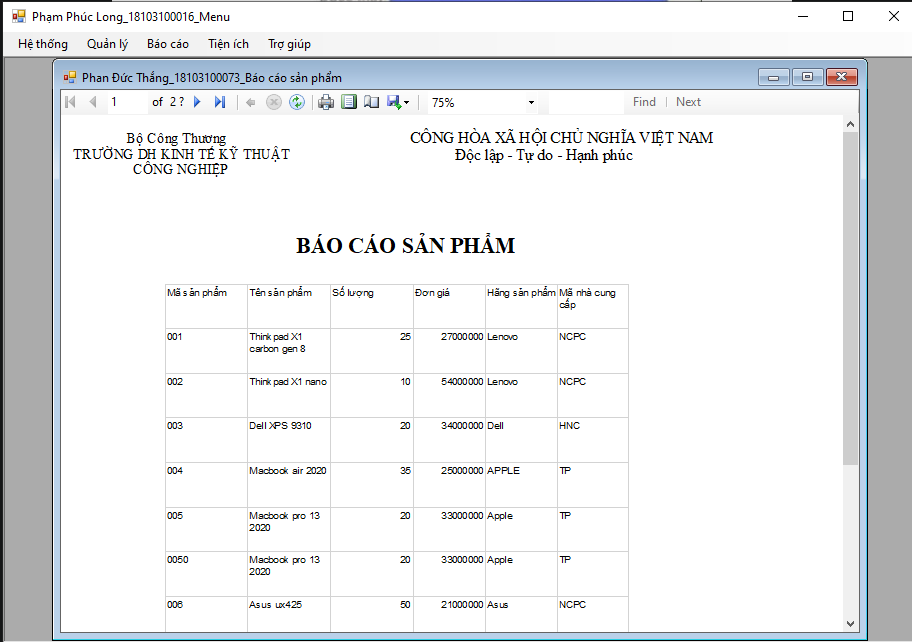 Phạm Phúc Long_18103100016_Menu
Hệ thống Quản lý Báo cáo Tiện ích Trợ giúp
Phan Đức Thắng_18103100073_Báo cáo sản phẩm
1 of 2 ? 75% Find | Next
Bộ Công Thương
TRƯỜNG DH KINH TẾ KỸ THUẬT
CÔNG NGHIỆP
CÔNG HÒA XÃ HỘI CHỦ NGHĨA VIỆT NAM
Độc lập - Tự do - Hạnh phúc
BÁO CÁO SẢN PHẨM
Mã sản phẩm Tên sản phẩm Số lượng Đơn giá Hãng sản phẩm Mã nhà cung
cấp
001 Thinkpad X1 25 27000000 Lenovo NCPC
carbon gen 8
002 Thinkpad X1 nano 10 54000000 Lenovo NCPC
003 Dell XPS 9310 20 34000000 Dell HNC
004 Macbook air 2020 35 25000000 APPLE TP
005 Macbook pro 13 20 33000000 Apple TP
2020
0050 Macbook pro 13 20 33000000 Apple TP
2020
006 Asus ux425 50 21000000 Asus NCPC